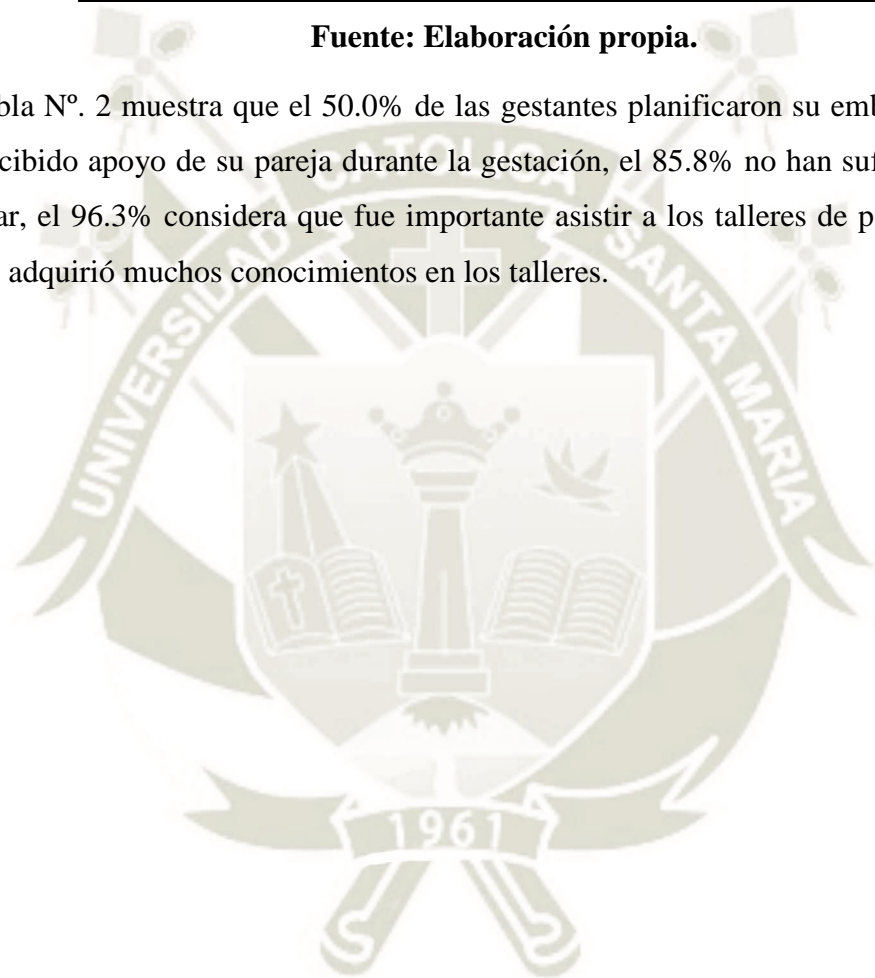 Fuente: Elaboración propia.
bla Nº. 2 muestra que el 50.0% de las gestantes planificaron su emb
cibido apoyo de su pareja durante la gestación, el 85.8% no han suf
ar, el 96.3% considera que fue importante asistir a los talleres de p
adquirió muchos conocimientos en los talleres.
UNIVERSIDAD CATOLICA SANTA MARIA
1961